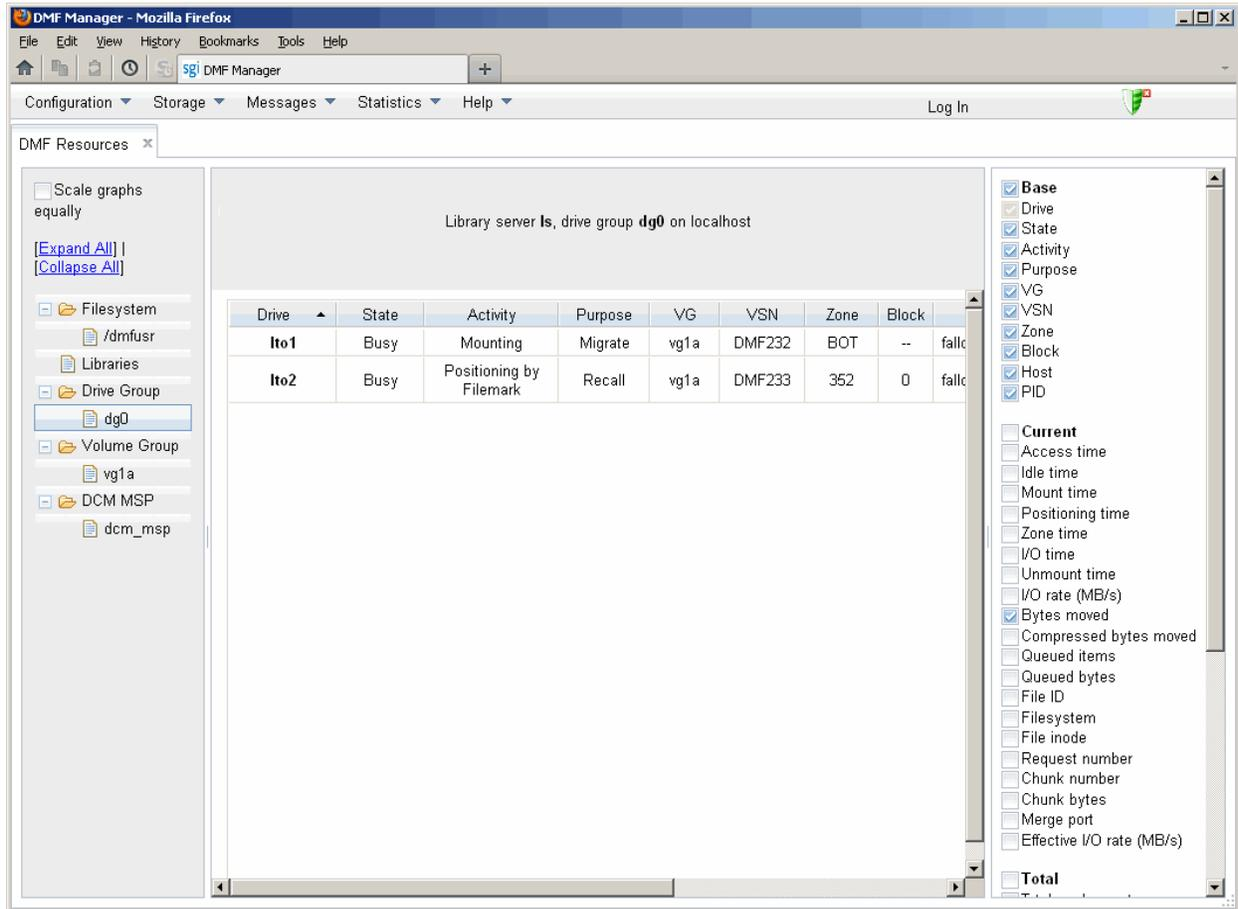 DMF Manager - Mozilla Firefox
File Edit View History Bookmarks Tools Help
sgi DMF Manager +
Configuration Storage Messages Statistics Help Log In
DMF Resources x
Scale graphs
equally
[Expand All] |
[Collapse All]
Filesystem
/dmfusr
Libraries
Drive Group
dg0
Volume Group
vg1a
DCM MSP
dcm_msp
Library server ls, drive group dg0 on localhost
Drive State Activity Purpose VG VSN Zone Block
lto1 Busy Mounting Migrate vg1a DMF232 BOT -- fallo
lto2 Busy Positioning by Filemark Recall vg1a DMF233 352 0 fallo
Base
Drive
State
Activity
Purpose
VG
VSN
Zone
Block
Host
PID
Current
Access time
Idle time
Mount time
Positioning time
Zone time
I/O time
Unmount time
I/O rate (MB/s)
Bytes moved
Compressed bytes moved
Queued items
Queued bytes
File ID
Filesystem
File inode
Request number
Chunk number
Chunk bytes
Merge port
Effective I/O rate (MB/s)
Total